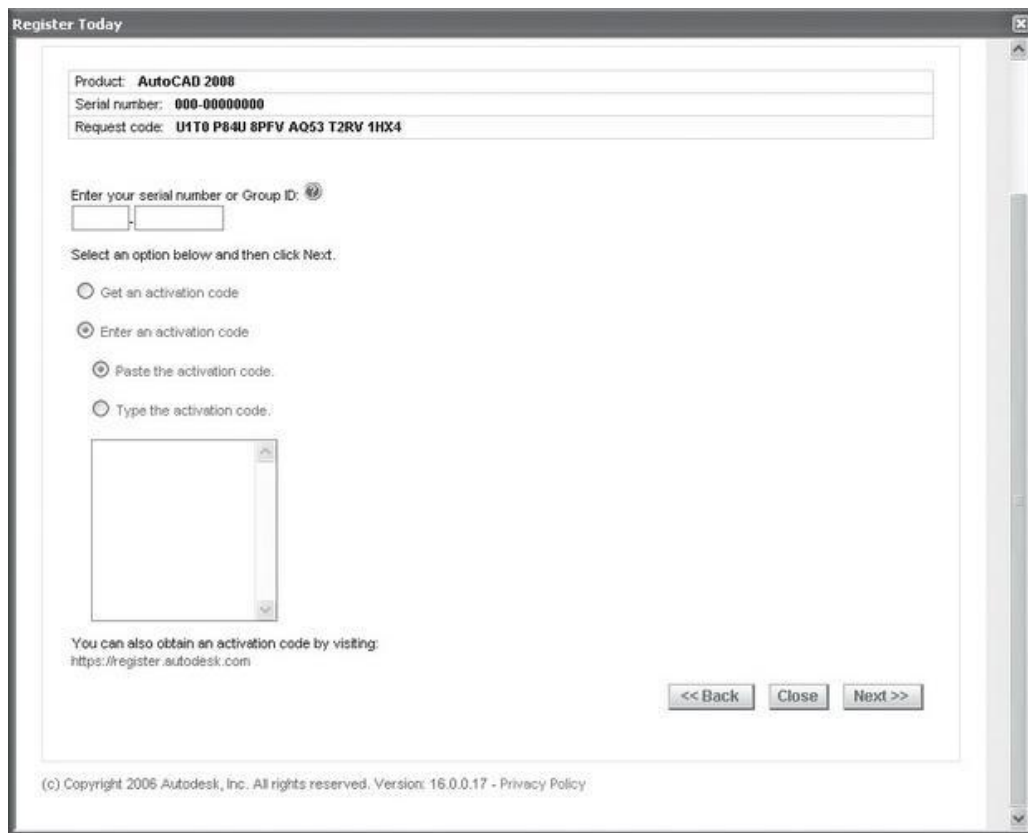 Register Today
Product: AutoCAD 2008
Serial number: 000-00000000
Request code: U1T0 P84U 8PFV AQ53 T2RV 1HX4
Enter your serial number or Group ID:
-
Select an option below and then click Next.
Get an activation code
Enter an activation code
Paste the activation code.
Type the activation code.
You can also obtain an activation code by visiting:
https://register.autodesk.com
<< Back Close Next >>
(c) Copyright 2006 Autodesk, Inc. All rights reserved. Version: 16.0.0.17 - Privacy Policy